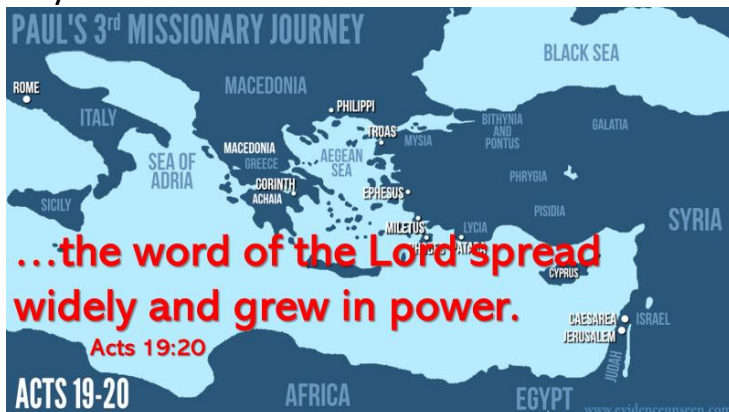 PAUL'S 3rd MISSIONARY JOURNEY
BLACK SEA
ROME
MACEDONIA
PHILIPPI
ITALY
TROAS
BITHYNIA
AND
PONTUS
GALATIA
MYSIA
MACEDONIA
GREECE
AEGEAN
SEA
SEA OF
ADRIA
PHRYGIA
CORINTH
ACHAIA
EPHESUS
SICILY
PISIDIA
MILETUS
LYCIA
SYRIA
RHODES
PATARA
...the word of the Lord spread
CYPRUS
widely and grew in power.
CAESAREA
ISRAEL
JERUSALEM
Acts 19:20
JUDAH
ACTS 19-20
AFRICA
EGYPT
www.evidenceunseen.com